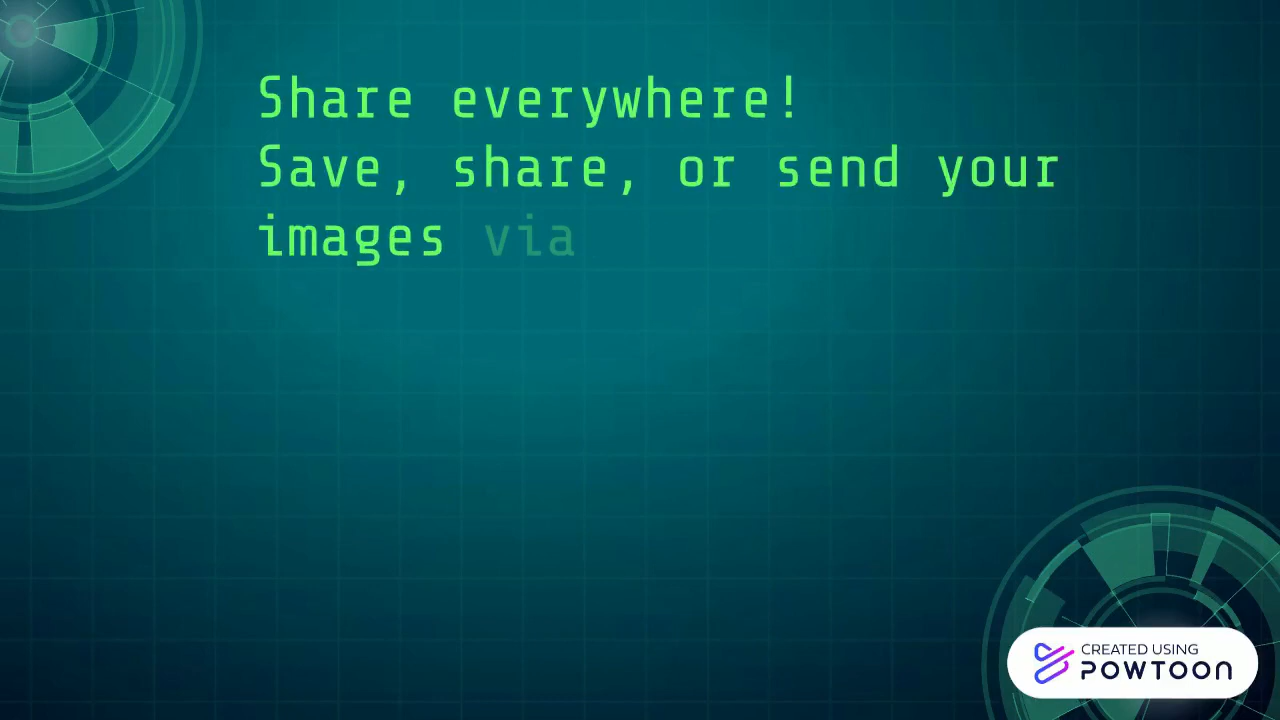 Share everywhere!
Save, share, or send your
images via
CREATED USING
POWTOON